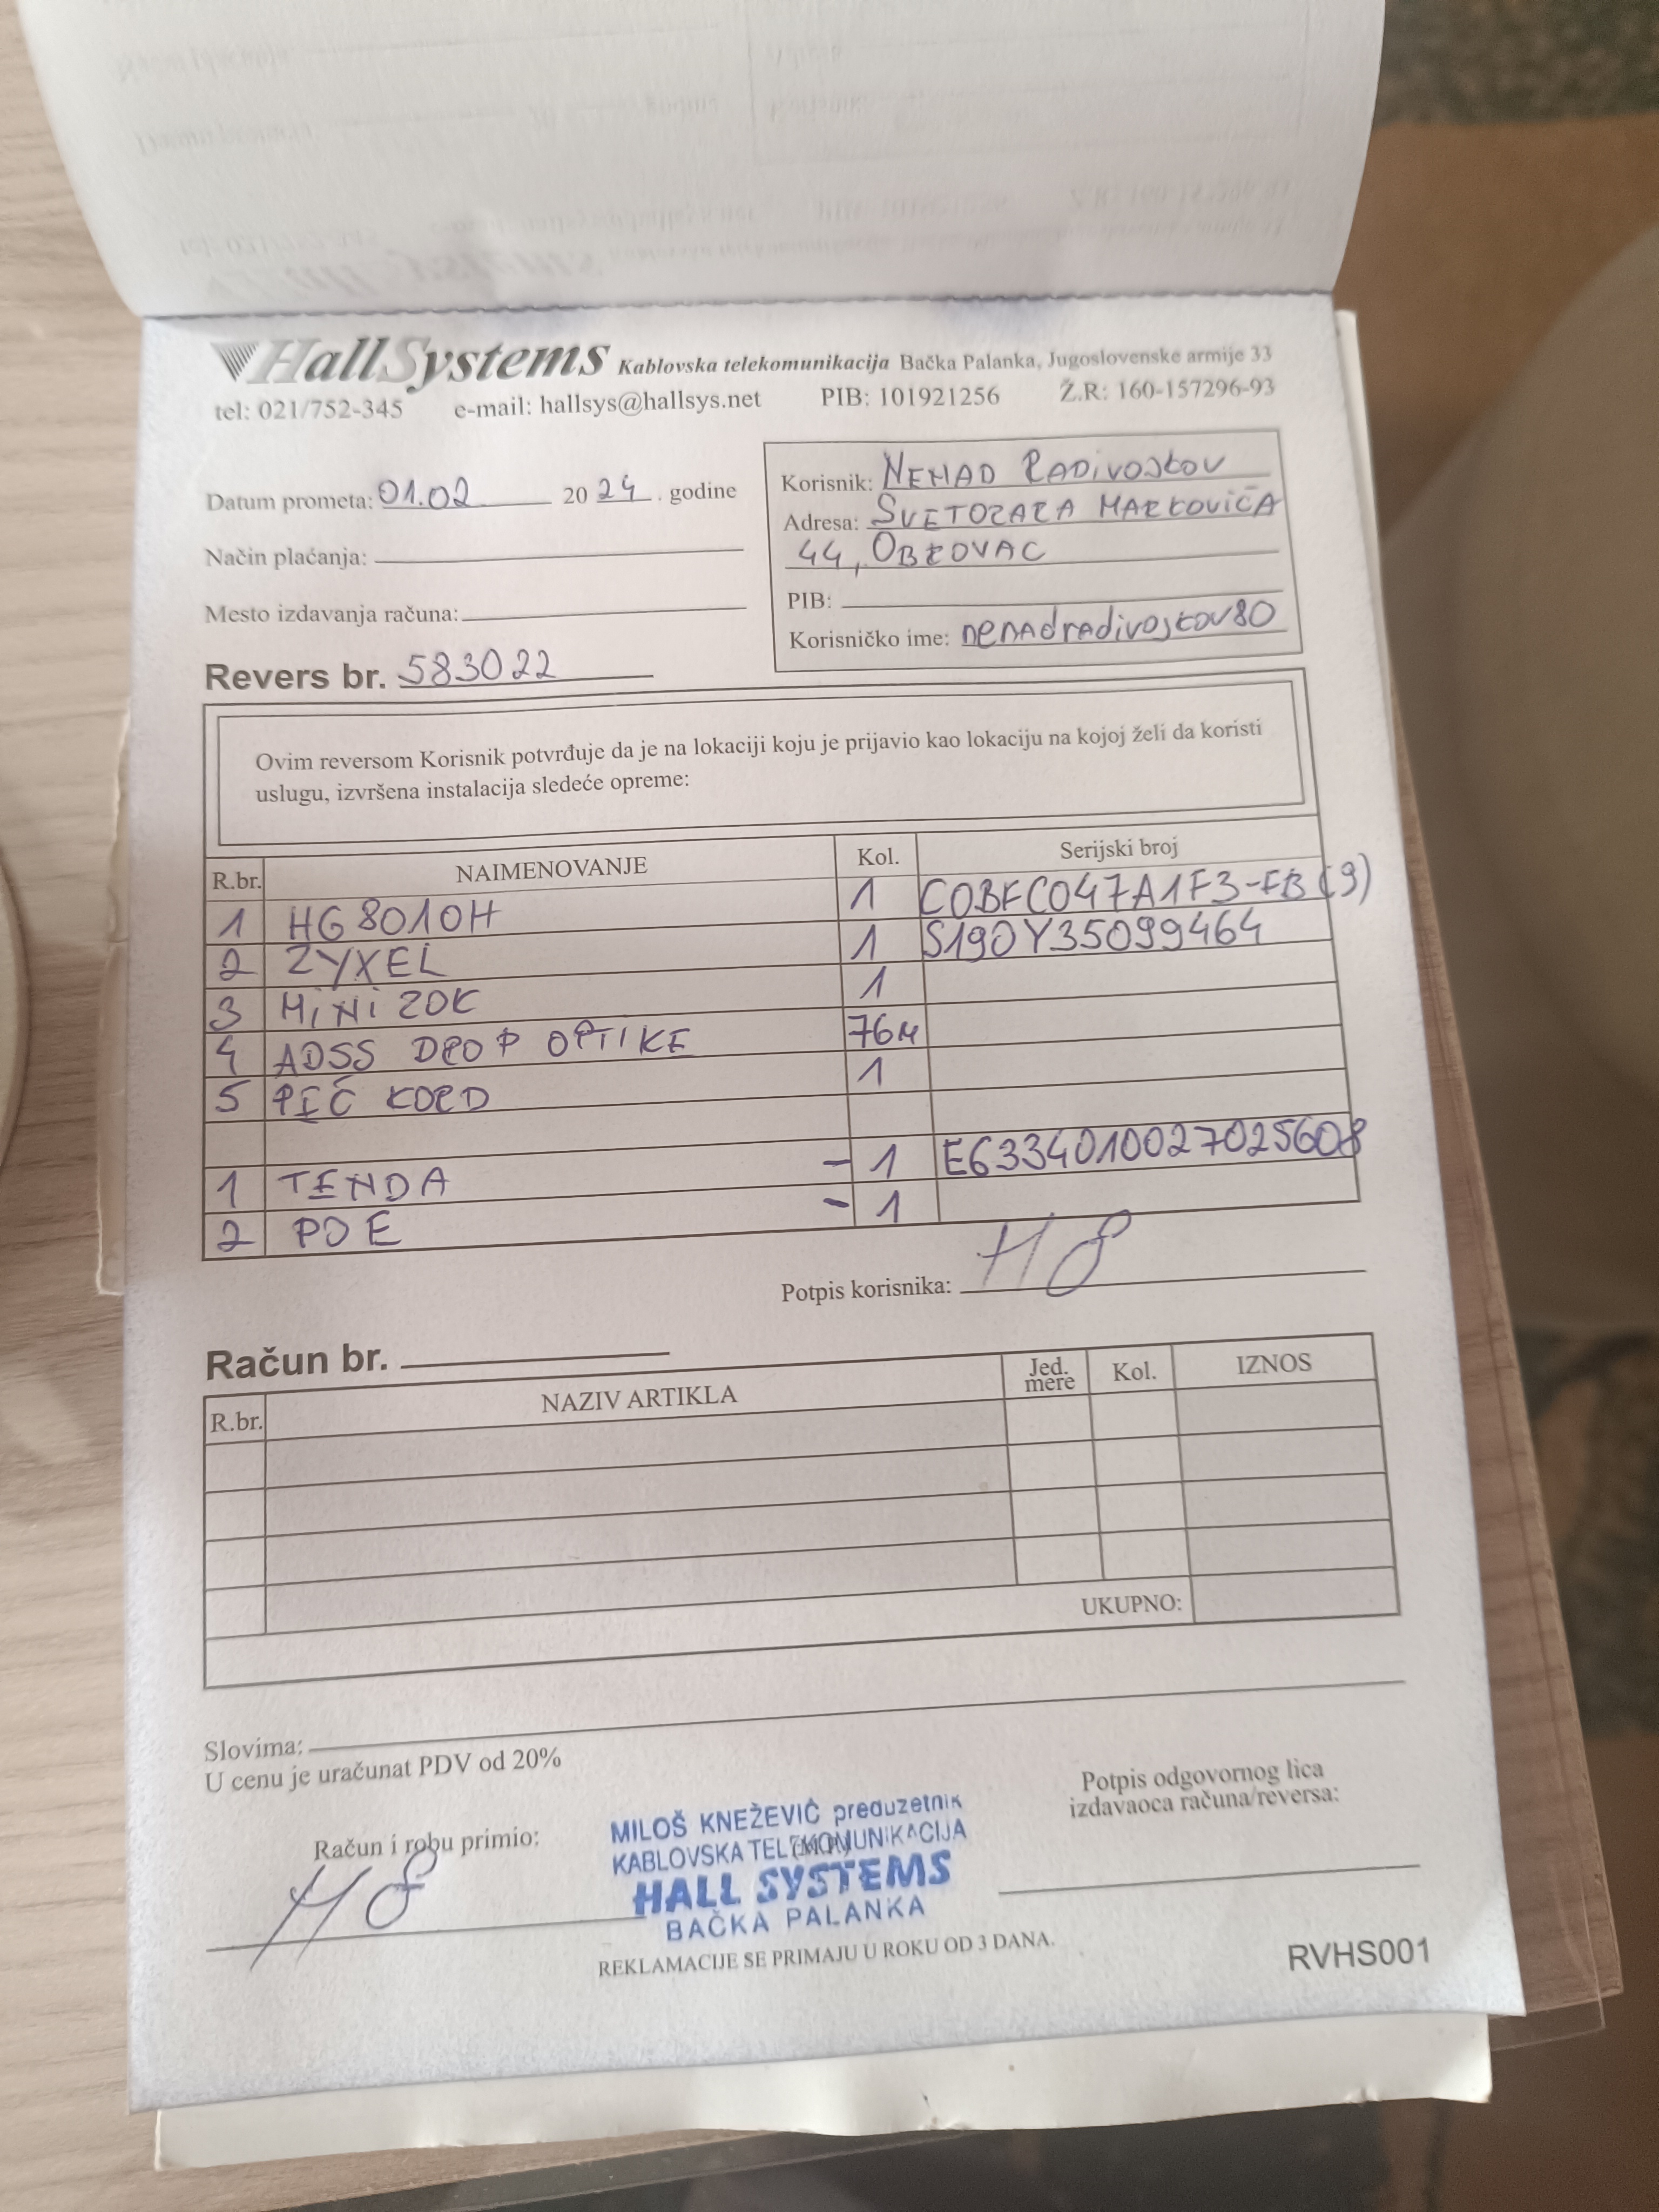 HallSystems Kablovska telekomunikacija Bačka Palanka, Jugoslovenske armije 33
tel: 021/752-345 e-mail: hallsys@hallsys.net PIB: 101921256 Ž.R: 160-157296-93
Datum prometa: 01.02 2024. godine
Način plaćanja:
Mesto izdavanja računa:
Revers br. 583022
Korisnik: NENAD RADIVOJKOV
Adresa: SVETOZARA MARKOVIĆA
44, OBROVAC
PIB:
Korisničko ime: nenadradivojkov80
Ovim reversom Korisnik potvrđuje da je na lokaciji koju je prijavio kao lokaciju na kojoj želi da koristi
uslugu, izvršena instalacija sledeće opreme:
R.br. NAIMENOVANJE Kol. Serijski broj
1 HG8010H 1 C0BFC047A1F3-FB(9)
2 ZYXEL 1 S190Y35099464
3 MINI ZOK 1
4 ADSS DROP OPTIKE 76m
5 PEČ KORD 1
1 TENDA - 1 E6334010027025608
2 POE - 1
Potpis korisnika:
Račun br.
R.br. NAZIV ARTIKLA Jed. mere Kol. IZNOS
UKUPNO:
Slovima:
U cenu je uračunat PDV od 20%
Račun i robu primio:
MILOŠ KNEŽEVIĆ preduzetnik
KABLOVSKA TELEKOMUNIKACIJA
HALL SYSTEMS
BAČKA PALANKA
Potpis odgovornog lica
izdavaoca računa/reversa:
REKLAMACIJE SE PRIMAJU U ROKU OD 3 DANA.
RVHS001